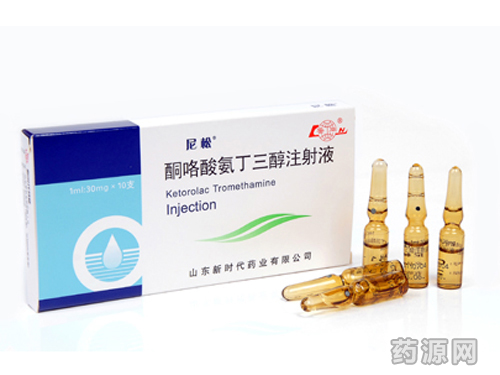 尼松®
酮咯酸氨丁三醇注射液
Ketorolac Tromethamine
Injection
1ml:30mg×10支
山东新时代药业有限公司
药源网